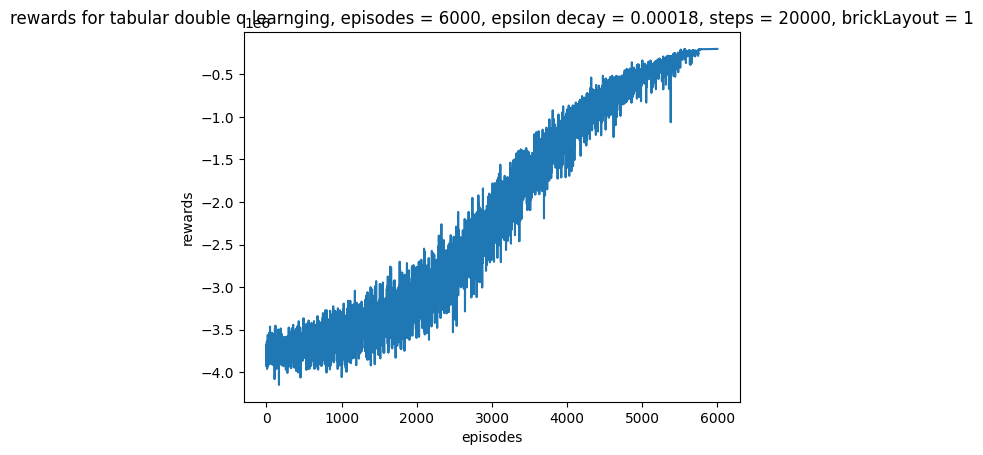 rewards for tabular double q-learnging, episodes = 6000, epsilon decay = 0.00018, steps = 20000, brickLayout = 1
1e6
−0.5
−1.0
−1.5
−2.0
−2.5
−3.0
−3.5
−4.0
rewards
0 1000 2000 3000 4000 5000 6000
episodes